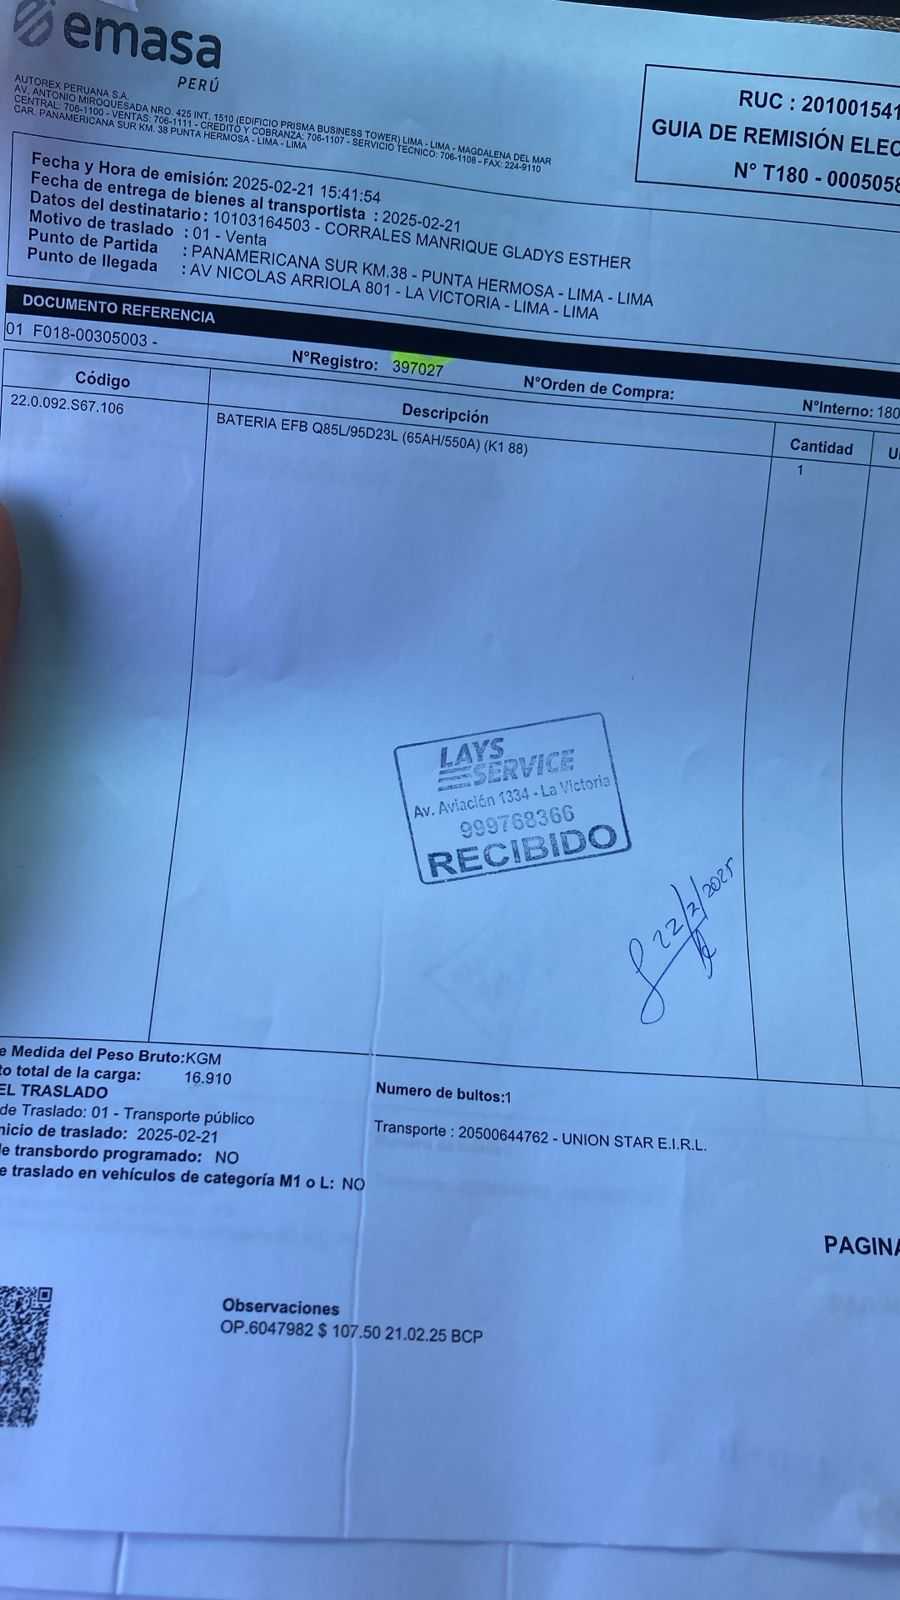 emasa
PERÚ
AUTOREX PERUANA S.A.
AV. ANTONIO MIROQUESADA NRO. 425 INT. 1510 (EDIFICIO PRISMA BUSINESS TOWER) LIMA - LIMA - MAGDALENA DEL MAR
CENTRAL: 706-1100 - VENTAS: 706-1111 - CREDITO Y COBRANZA: 706-1107 - SERVICIO TECNICO: 706-1108 - FAX: 224-9110
CAR. PANAMERICANA SUR KM. 38 PUNTA HERMOSA - LIMA - LIMA
RUC : 201001541
GUIA DE REMISIÓN ELEC
N° T180 - 0005058
Fecha y Hora de emisión: 2025-02-21 15:41:54
Fecha de entrega de bienes al transportista : 2025-02-21
Datos del destinatario : 10103164503 - CORRALES MANRIQUE GLADYS ESTHER
Motivo de traslado : 01 - Venta
Punto de Partida : PANAMERICANA SUR KM.38 - PUNTA HERMOSA - LIMA - LIMA
Punto de llegada : AV NICOLAS ARRIOLA 801 - LA VICTORIA - LIMA - LIMA
DOCUMENTO REFERENCIA
01 F018-00305003 -
N°Registro: 397027 N°Orden de Compra: N°Interno: 180
Código Descripción Cantidad U
22.0.092.S67.106 BATERIA EFB Q85L/95D23L (65AH/550A) (K1 88) 1
LAYS
SERVICE
Av. Aviación 1334 - La Victoria
999768366
RECIBIDO
22/2/2025
e Medida del Peso Bruto:KGM
to total de la carga: 16.910
EL TRASLADO
de Traslado: 01 - Transporte público
nicio de traslado: 2025-02-21
de transbordo programado: NO
e traslado en vehículos de categoría M1 o L: NO
Numero de bultos:1
Transporte : 20500644762 - UNION STAR E.I.R.L.
PAGINA
Observaciones
OP.6047982 $ 107.50 21.02.25 BCP